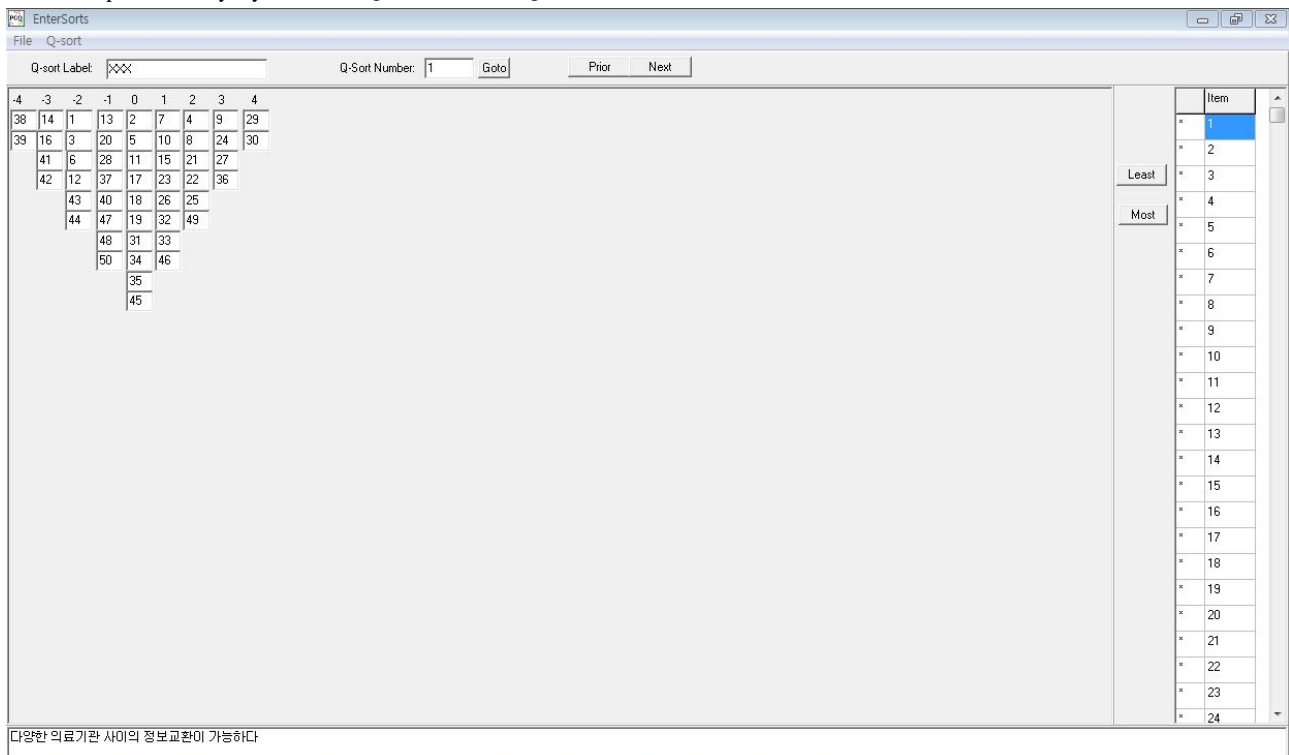 EnterSorts
File Q-sort
Q-sort Label: XXX Q-Sort Number: 1 Goto Prior Next
-4 -3 -2 -1 0 1 2 3 4
38 14 1 13 2 7 4 9 29
39 16 3 20 5 10 8 24 30
41 6 28 11 15 21 27
42 12 37 17 23 22 36
43 40 18 26 25
44 47 19 32 49
48 31 33
50 34 46
35
45
Least
Most
Item
* 1
* 2
* 3
* 4
* 5
* 6
* 7
* 8
* 9
* 10
* 11
* 12
* 13
* 14
* 15
* 16
* 17
* 18
* 19
* 20
* 21
* 22
* 23
* 24
다양한 의료기관 사이의 정보교환이 가능하다